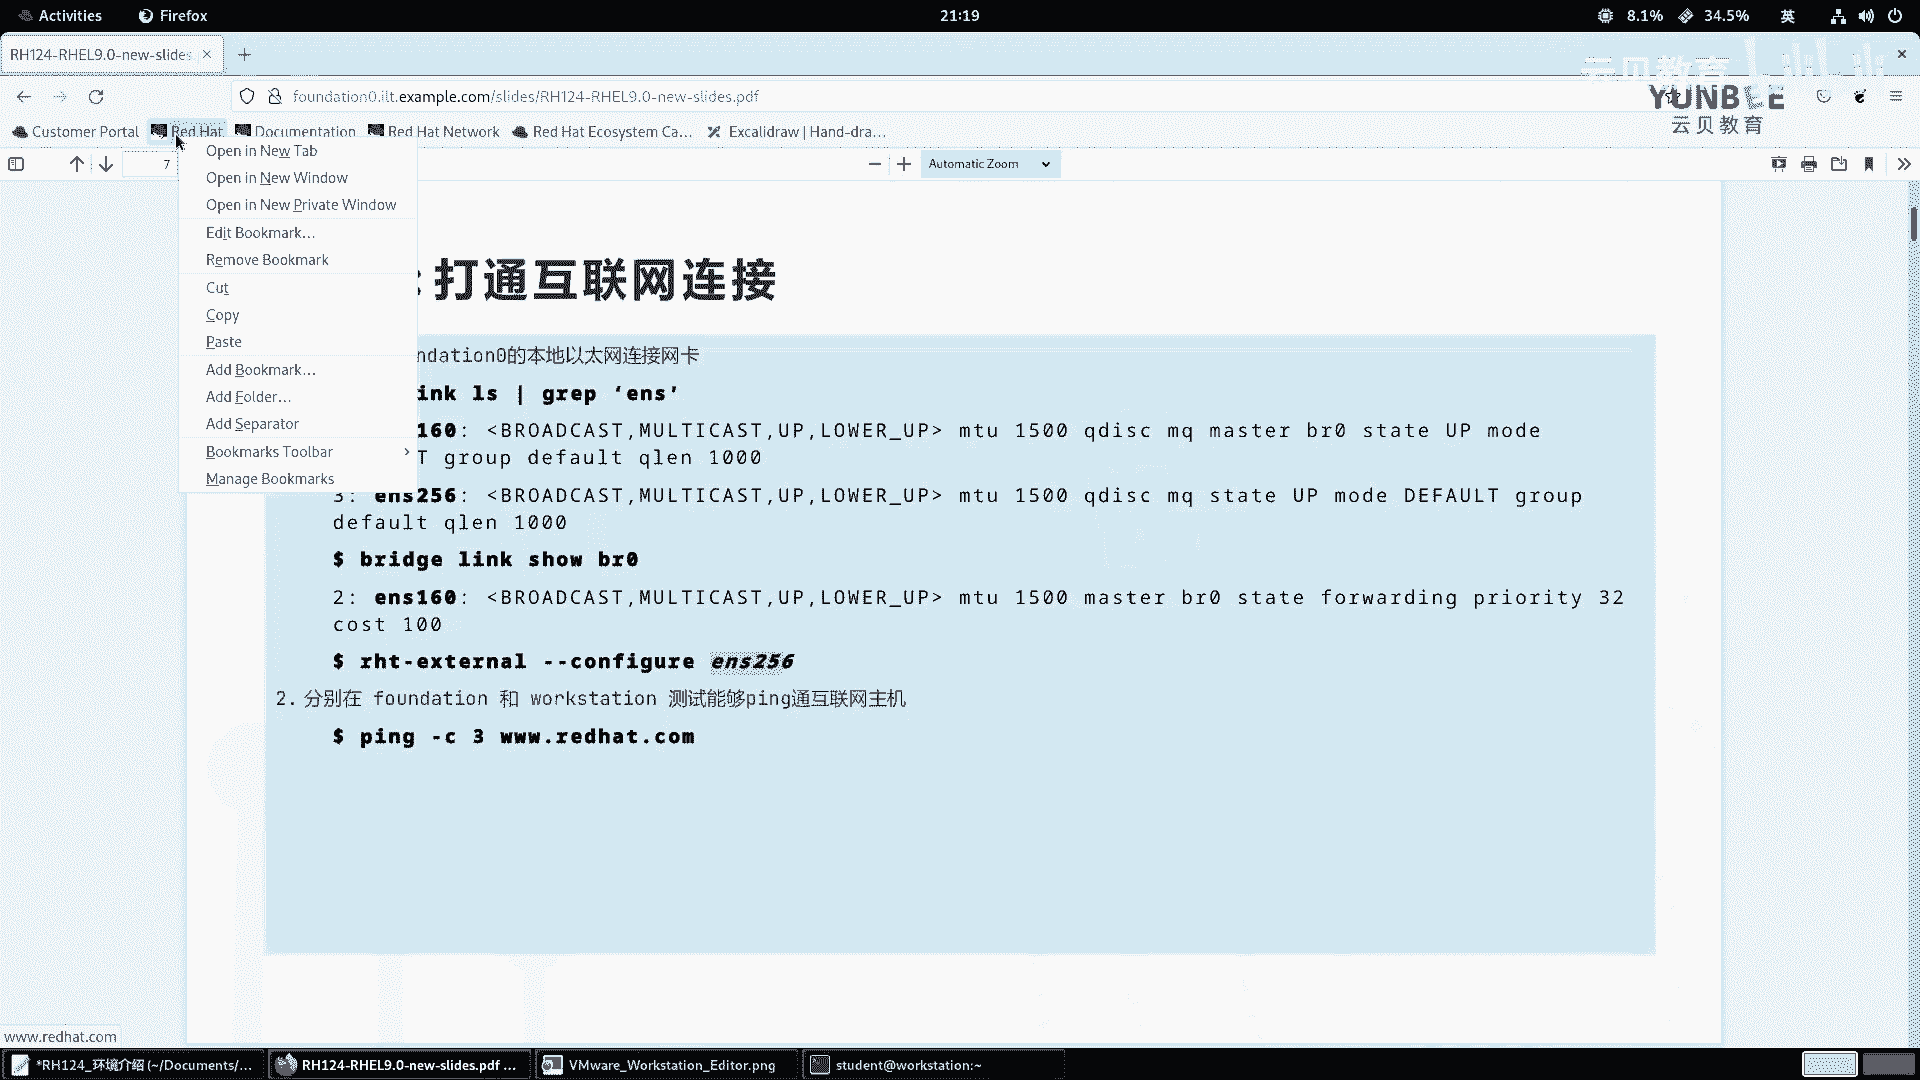 Activities
Firefox
21:19
8.1%
34.5%
英
RH124-RHEL9.0-new-slides
foundation0.ilt.example.com/slides/RH124-RHEL9.0-new-slides.pdf
云贝教育
YUNBEE
云贝教育
Customer Portal
Red Hat
Documentation
Red Hat Network
Red Hat Ecosystem Ca...
Excalidraw | Hand-dra...
7
Automatic Zoom
Open in New Tab
Open in New Window
Open in New Private Window
Edit Bookmark...
Remove Bookmark
Cut
Copy
Paste
Add Bookmark...
Add Folder...
Add Separator
Bookmarks Toolbar
Manage Bookmarks
: 打通互联网连接
ndation0的本地以太网连接网卡
ink ls | grep ‘ens’
160: <BROADCAST,MULTICAST,UP,LOWER_UP> mtu 1500 qdisc mq master br0 state UP mode
T group default qlen 1000
3: ens256: <BROADCAST,MULTICAST,UP,LOWER_UP> mtu 1500 qdisc mq state UP mode DEFAULT group
default qlen 1000
$ bridge link show br0
2: ens160: <BROADCAST,MULTICAST,UP,LOWER_UP> mtu 1500 master br0 state forwarding priority 32
cost 100
$ rht-external --configure ens256
2. 分别在 foundation 和 workstation 测试能够ping通互联网主机
$ ping -c 3 www.redhat.com
www.redhat.com
*RH124_环境介绍 (~/Documents/...
RH124-RHEL9.0-new-slides.pdf ...
VMware_Workstation_Editor.png
student@workstation:~